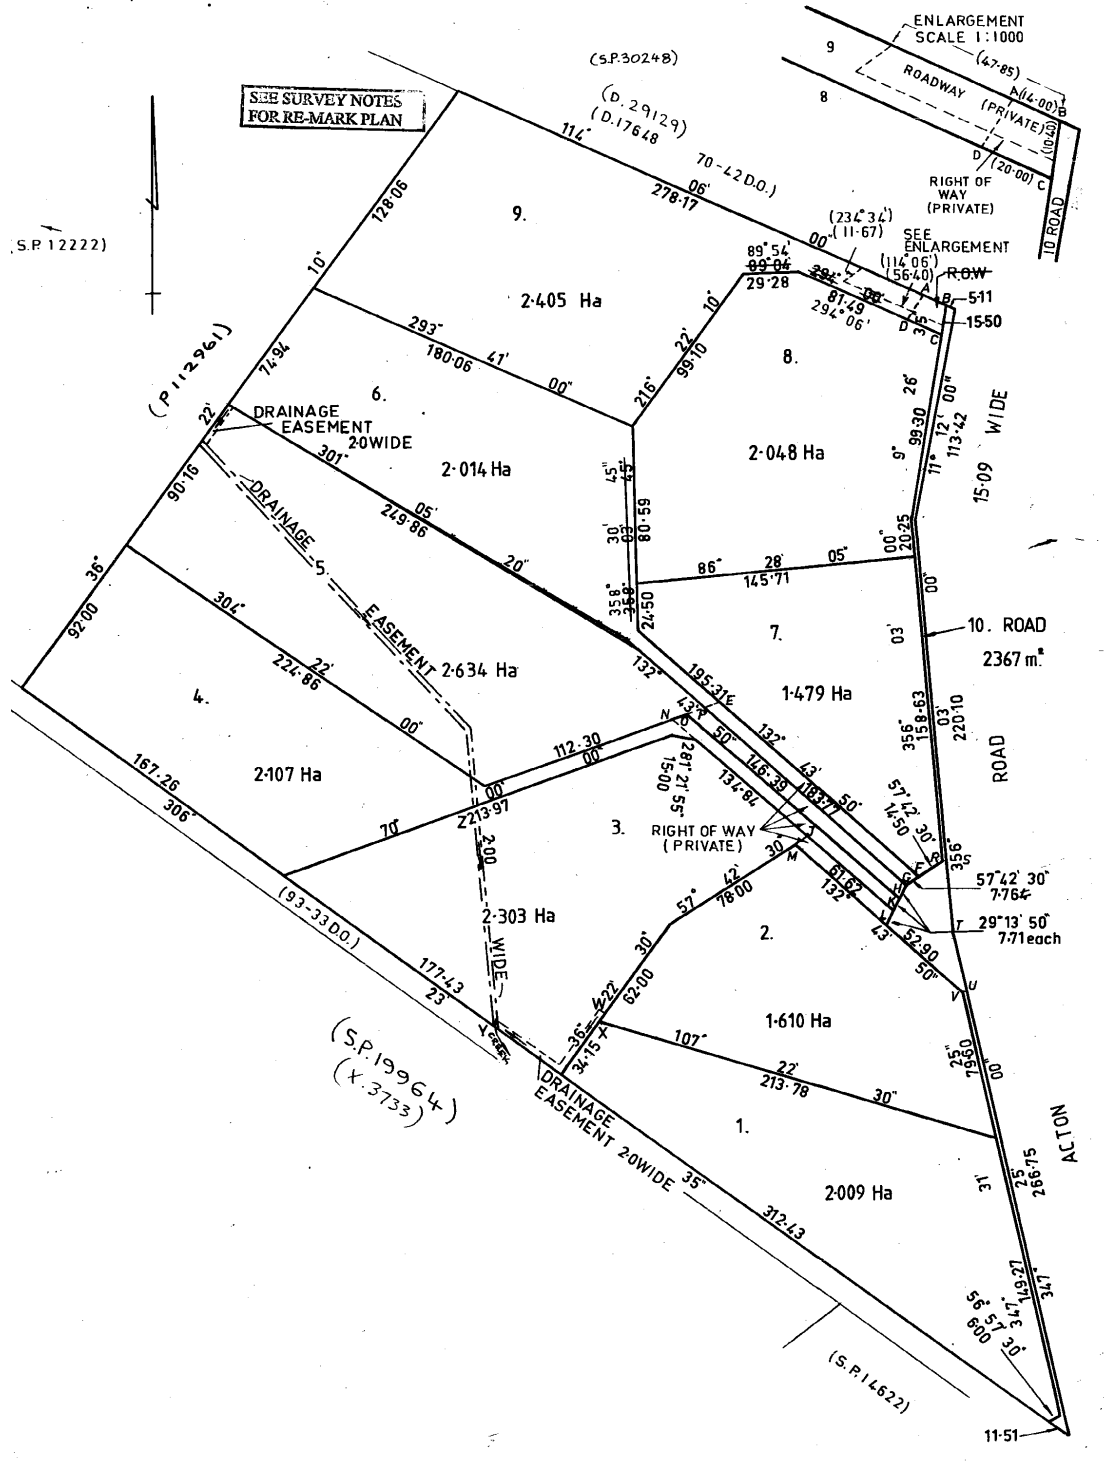 ENLARGEMENT
SCALE 1:1000
(47·85)
9
ROADWAY (PRIVATE)
A (14·00) B
8
(10·40)
D (20·00) C
RIGHT OF
WAY
(PRIVATE)
10 ROAD
(S.P.30248)
SEE SURVEY NOTES
FOR RE-MARK PLAN
(D.29129)
(D.17648
70-42 D.O.)
114° 06' 00"
278·17
128·06
9.
(S.P.12222)
(234°34')
(11·67)
SEE
ENLARGEMENT
(114°06')
(56·40)
R.O.W
A
B
5·11
15·50
D
C
89°54'
89°04'
29·28
81·49
294°06'
10°
2·405 Ha
216° 22' 10"
99·10
8.
293° 41' 00"
180·06
74·94
(P112961)
6.
22'
DRAINAGE
EASEMENT
2·0 WIDE
2·014 Ha
2·048 Ha
9° 26'
99·30
11° 12' 00"
113·42
15·09 WIDE
301° 05' 20"
249·86
90·16
DRAINAGE
EASEMENT
5.
358° 30' 45"
358° 03' 45"
80·59
20·25
86° 28' 05"
145·71
24·50
36°
92·00
304° 22' 00"
224·86
2·634 Ha
7.
10. ROAD
2367 m²
1·479 Ha
356° 03' 00"
158·63
03'
220·10
ROAD
4.
132° 43' 50"
195·31
E
N O P
132° 43' 50"
183·77
146·39
134·84
281°21'55"
15·00
112·30
2·107 Ha
70° 00' 00"
Z 213·97
167·26
306°
3.
RIGHT OF WAY
(PRIVATE)
J
M
57°42'30"
14·50
F
R
S
356°
G
H
K
L
57°42'30"
7·76½
T
29°13'50"
7·71 each
2·00
57° 42' 30"
78·00
61·62
132° 43' 50"
52·90
2.
U
V
(93-33 D.O.)
2·303 Ha
WIDE
36° 22' 30"
62·00
W
X
34·15
177·43
23'
Y
CREEK
1·610 Ha
107° 22' 30"
213·78
25"
79·60
00"
(S.P.19964)
(X.3733)
DRAINAGE
EASEMENT 2·0 WIDE
1.
ACTON
35"
2·009 Ha
25'
266·75
312·43
347°
149·27
347°
56°57'30"
6·00
(S.P.14622)
11·51